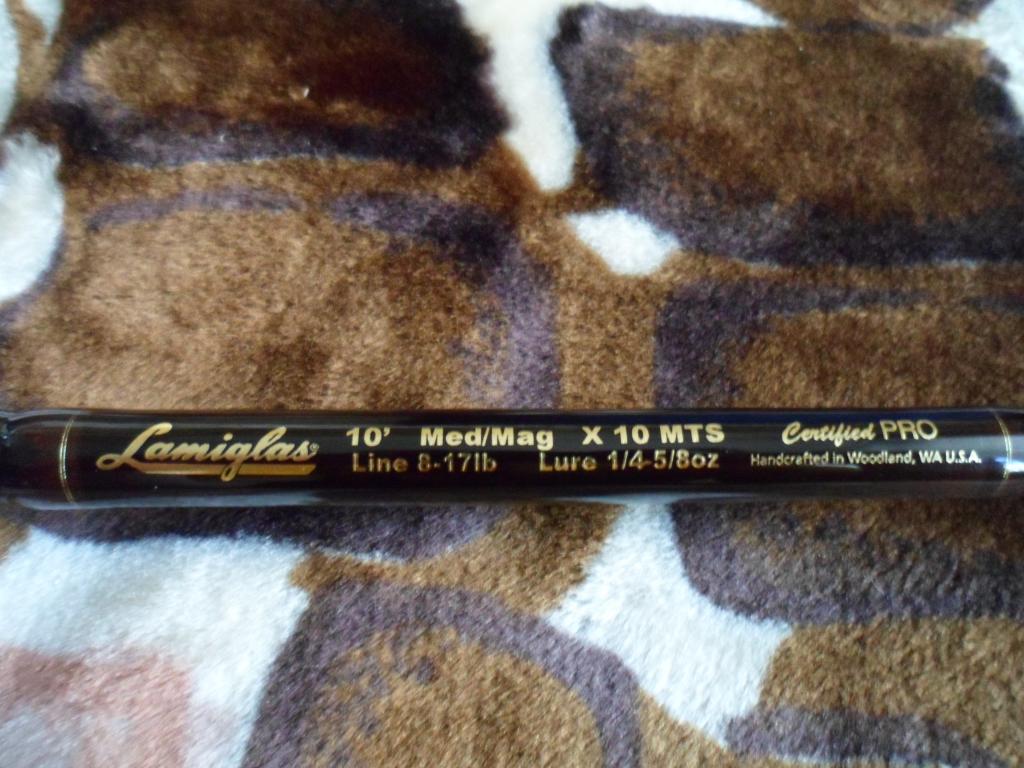 Lamiglas® 10' Med/Mag X 10 MTS Certified PRO
Line 8-17lb Lure 1/4-5/8oz Handcrafted in Woodland, WA U.S.A.